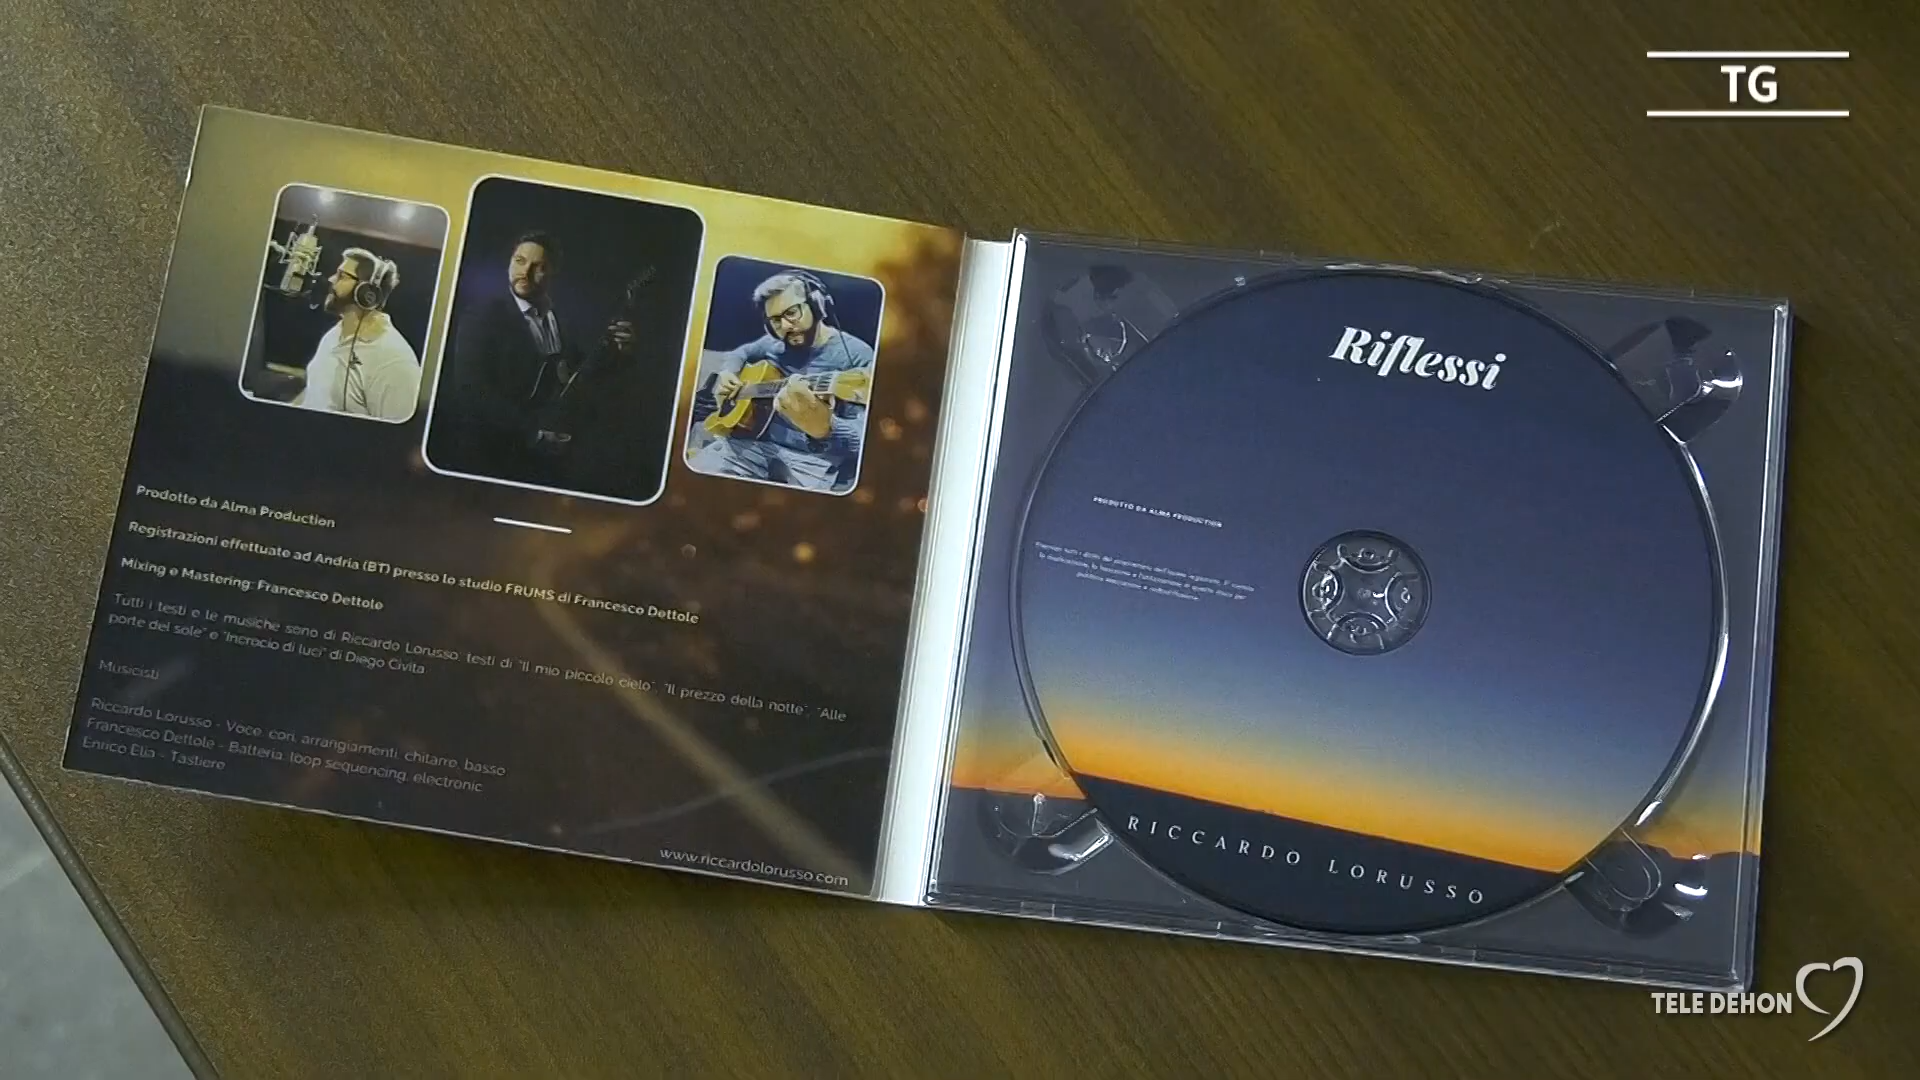 TG
Prodotto da Alma Production
Registrazioni effettuate ad Andria (BT) presso lo studio FRUMS di Francesco Dettole
Mixing e Mastering: Francesco Dettole
Tutti i testi e le musiche sono di Riccardo Lorusso; testi di "Il mio piccolo cielo", "Il prezzo della notte", "Alle
porte del sole" e "Incrocio di luci" di Diego Civita
Musicisti
Riccardo Lorusso - Voce, cori, arrangiamenti, chitarre, basso
Francesco Dettole - Batteria, loop sequencing, electronic
Enrico Elia - Tastiere
www.riccardolorusso.com
Riflessi
PRODOTTO DA ALMA PRODUCTION
RICCARDO LORUSSO
TELE DEHON